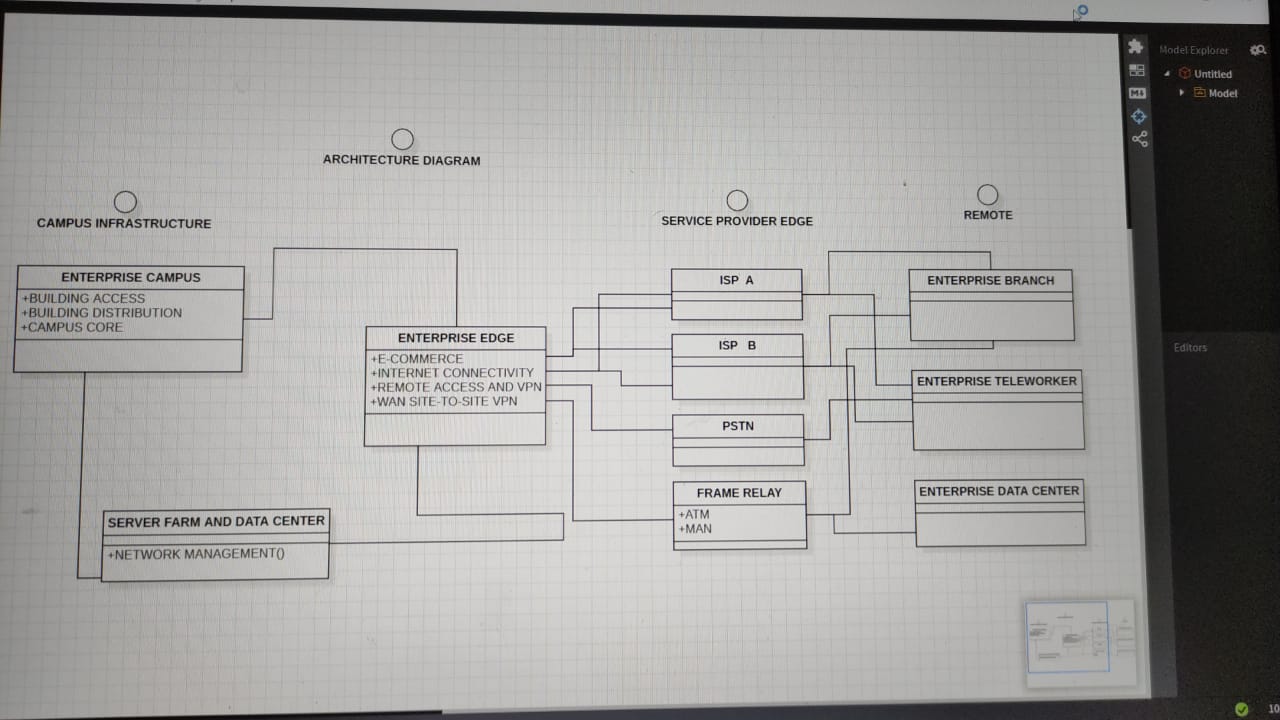 Model Explorer
Untitled
Model
ARCHITECTURE DIAGRAM
CAMPUS INFRASTRUCTURE
SERVICE PROVIDER EDGE
REMOTE
ENTERPRISE CAMPUS
+BUILDING ACCESS
+BUILDING DISTRIBUTION
+CAMPUS CORE
ENTERPRISE EDGE
+E-COMMERCE
+INTERNET CONNECTIVITY
+REMOTE ACCESS AND VPN
+WAN SITE-TO-SITE VPN
SERVER FARM AND DATA CENTER
+NETWORK MANAGEMENT()
ISP A
ISP B
PSTN
FRAME RELAY
+ATM
+MAN
ENTERPRISE BRANCH
ENTERPRISE TELEWORKER
ENTERPRISE DATA CENTER
Editors